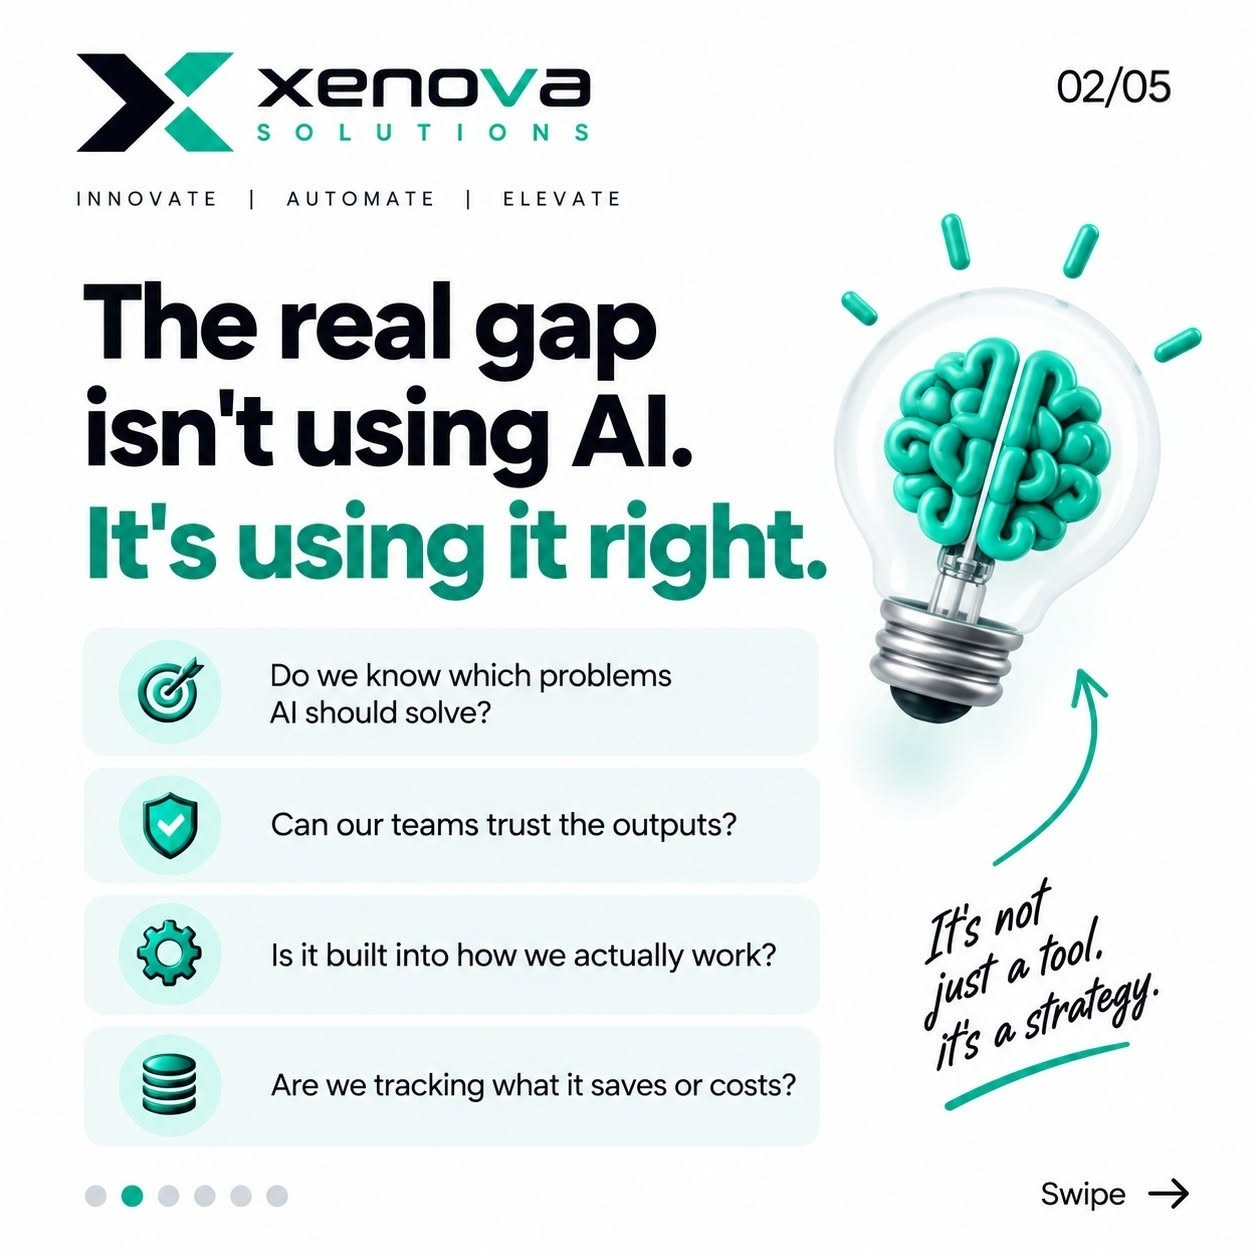 xenova
SOLUTIONS
INNOVATE | AUTOMATE | ELEVATE
02/05
The real gap
isn't using AI.
It's using it right.
Do we know which problems
AI should solve?
Can our teams trust the outputs?
Is it built into how we actually work?
Are we tracking what it saves or costs?
It's not
just a tool.
it's a strategy.
Swipe →